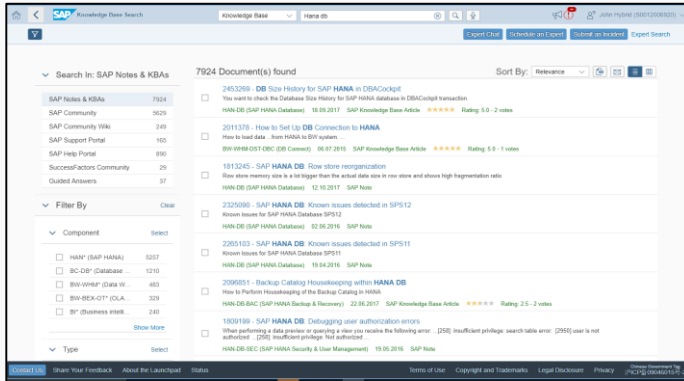 SAP Knowledge Base Search
Knowledge Base
Hana db
John Hybrid (S0012006920)
Expert Chat
Schedule an Expert
Submit an Incident
Expert Search
Search In: SAP Notes & KBAs
SAP Notes & KBAs 7924
SAP Community 5629
SAP Community Wiki 249
SAP Support Portal 165
SAP Help Portal 890
SuccessFactors Community 29
Guided Answers 37
Filter By Clear
Component Select
HAN* (SAP HANA) 5257
BC-DB* (Database ... 1210
BW-WHM* (Data W... 463
BW-BEX-OT* (OLA... 329
BI* (Business intelli... 240
Show More
Type Select
7924 Document(s) found
Sort By: Relevance
2453269 - DB Size History for SAP HANA in DBACockpit
You want to check the Database Size History for SAP HANA database in DBACockpit transaction.
HAN-DB (SAP HANA Database) 18.09.2017 SAP Knowledge Base Article Rating: 5.0 - 2 votes
2011378 - How to Set Up DB Connection to HANA
How to load data ...from HANA to BW system ...
BW-WHM-DST-DBC (DB Connect) 06.07.2015 SAP Knowledge Base Article Rating: 5.0 - 1 votes
1813245 - SAP HANA DB: Row store reorganization
Row store memory size is a lot bigger than the actual data size in row store and shows high fragmentation ratio
HAN-DB (SAP HANA Database) 12.10.2017 SAP Note
2325090 - SAP HANA DB: Known issues detected in SPS12
Known Issues for SAP HANA Database SPS12
HAN-DB (SAP HANA Database) 02.06.2016 SAP Note
2265103 - SAP HANA DB: Known issues detected in SPS11
Known Issues for SAP HANA Database SPS11
HAN-DB (SAP HANA Database) 19.04.2016 SAP Note
2096851 - Backup Catalog Housekeeping within HANA DB
How to Perform Housekeeping of the Backup Catalog in HANA
HAN-DB-BAC (SAP HANA Backup & Recovery) 22.06.2017 SAP Knowledge Base Article Rating: 2.5 - 2 votes
1809199 - SAP HANA DB: Debugging user authorization errors
When performing a data preview or querying a view you receive the following error: ...[258] Insufficient privilege: search table error: [2950] user is not
authorized ...[258] Insufficient privilege: Not authorized ...
HAN-DB-SEC (SAP HANA Security & User Management) 19.05.2016 SAP Note
Contact Us
Share Your Feedback
About the Launchpad
Status
Terms of Use
Copyright and Trademarks
Legal Disclosure
Privacy
Chinese Government Tag